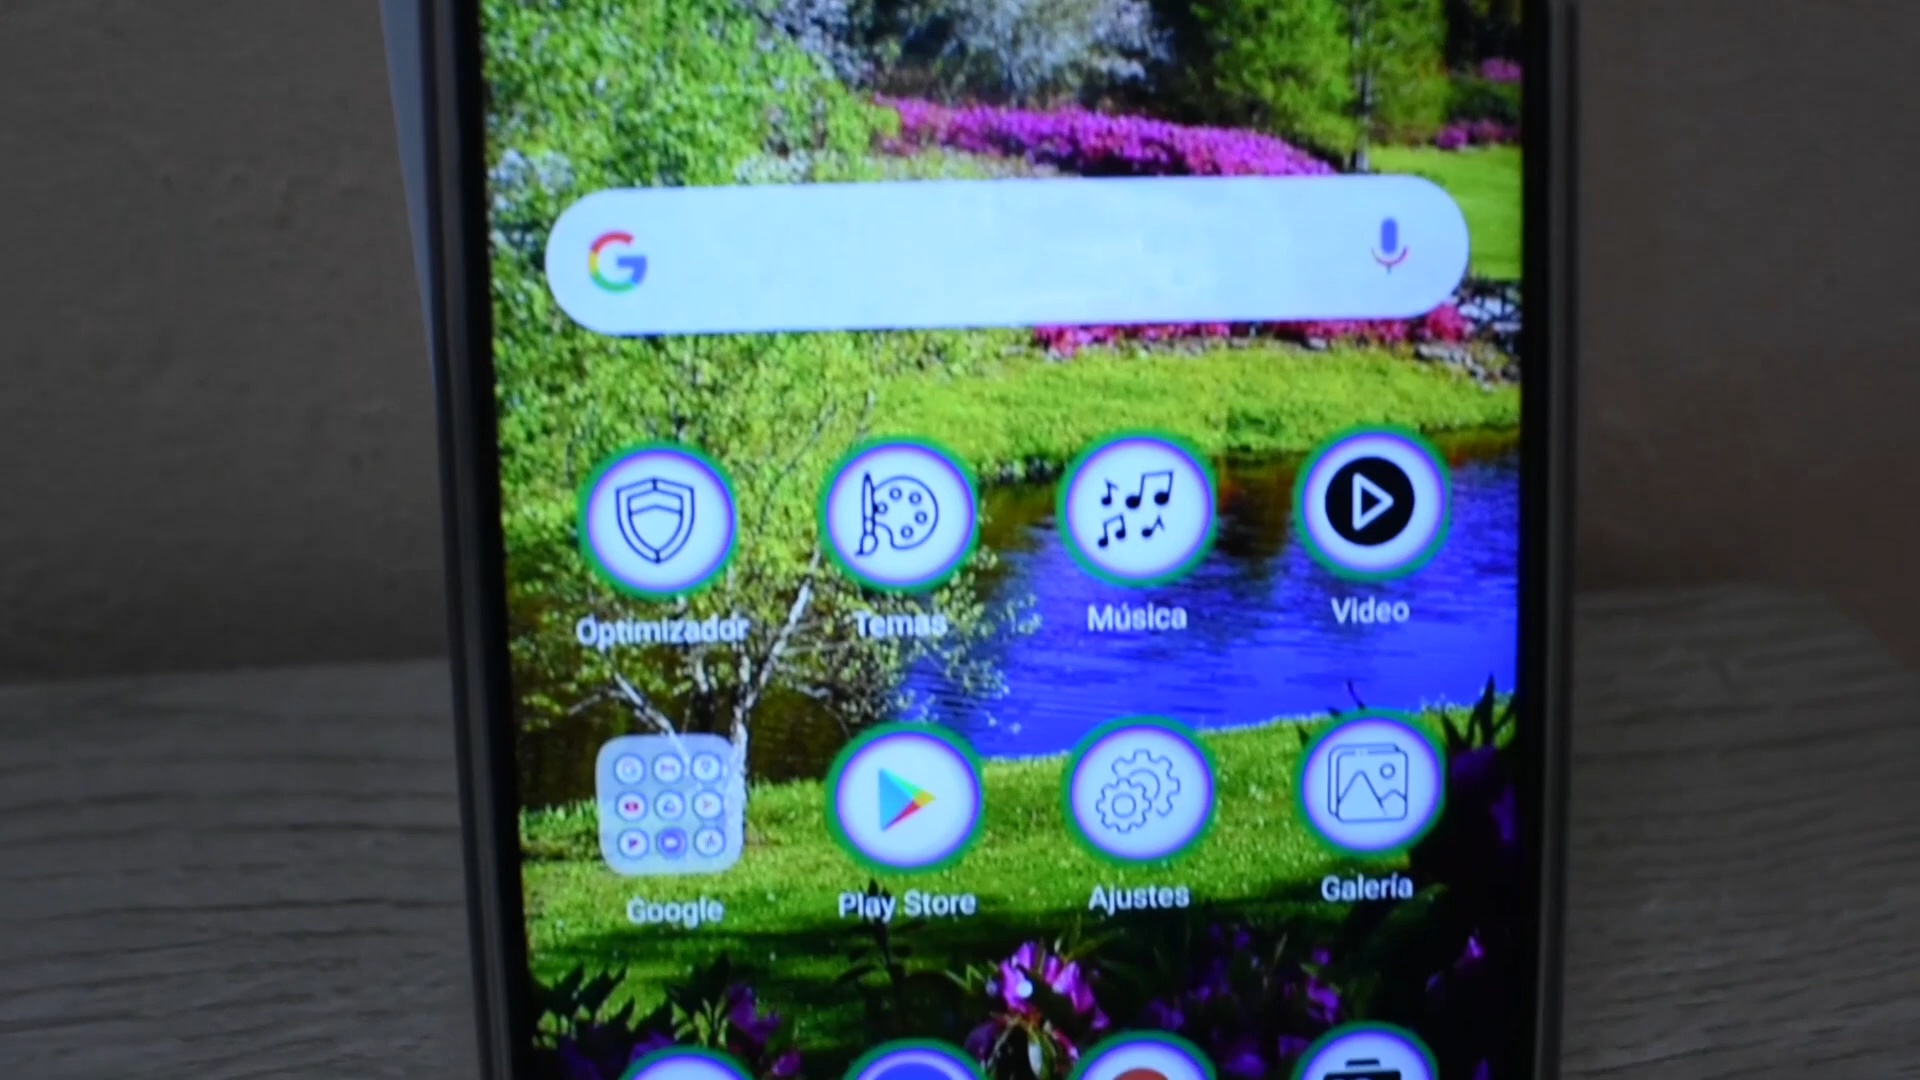 Optimizador
Temas
Música
Video
Google
Play Store
Ajustes
Galería